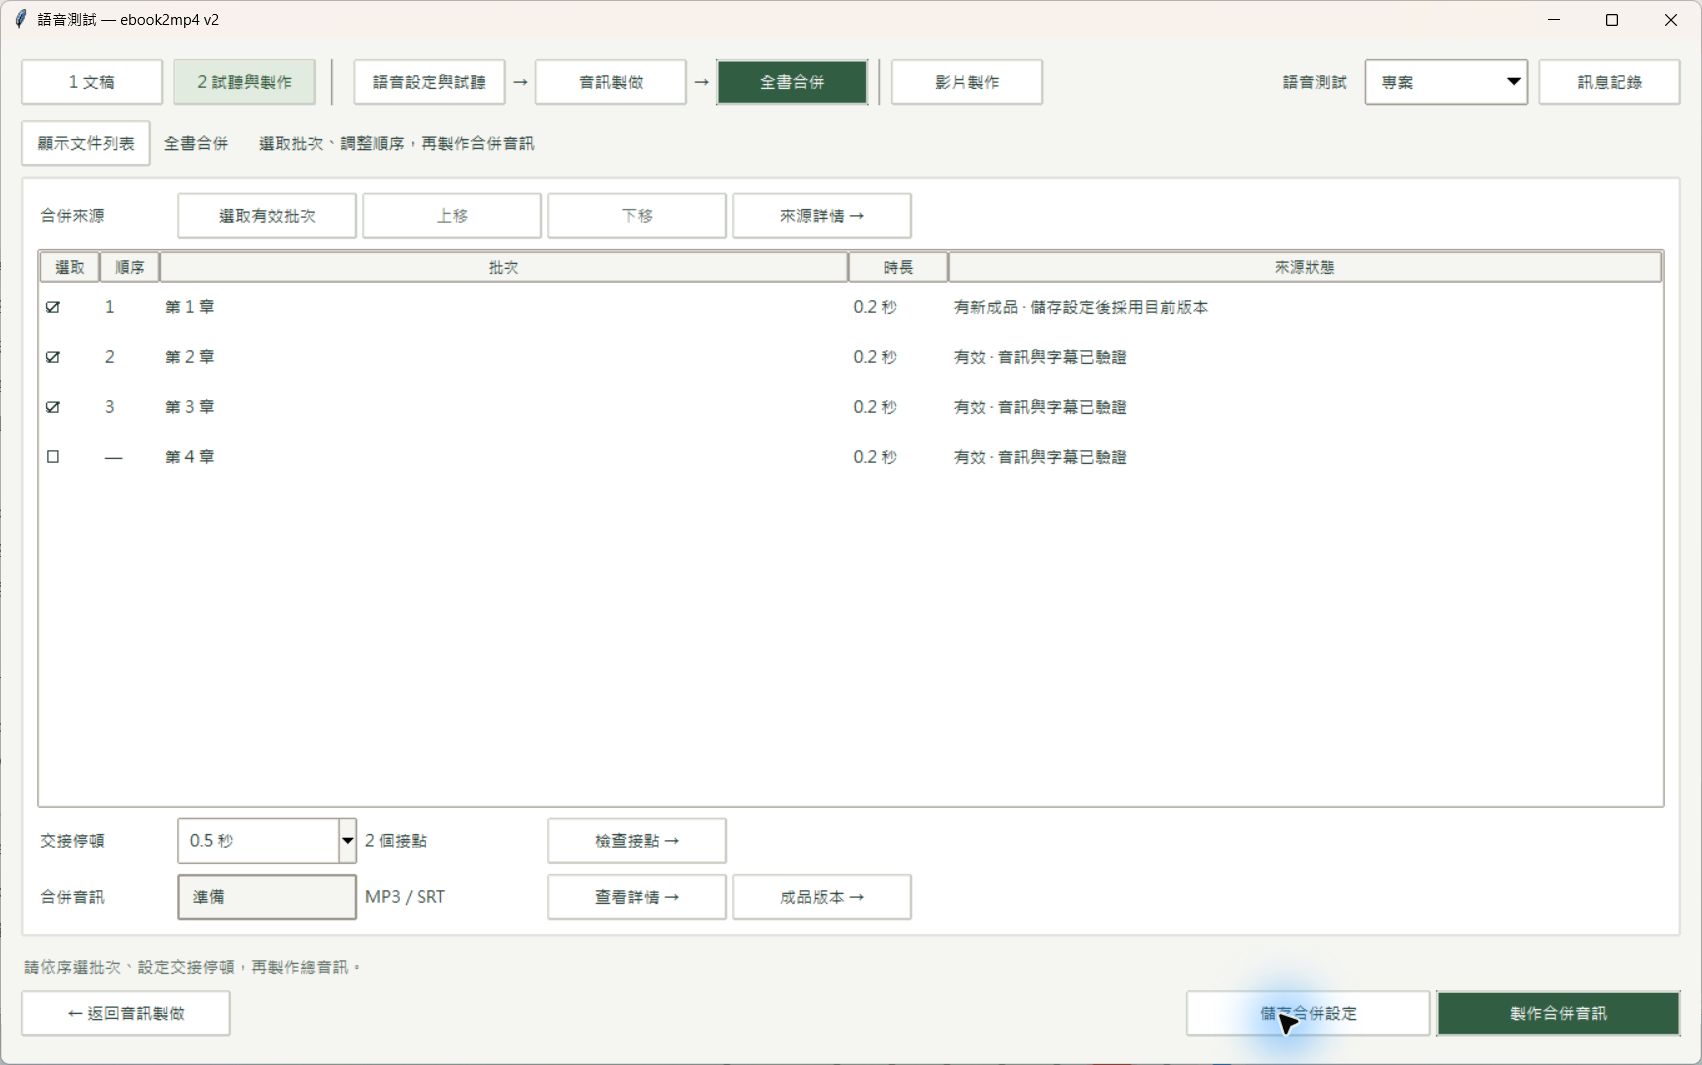 語音測試 — ebook2mp4 v2
1 文稿
2 試聽與製作
語音設定與試聽
→
音訊製做
→
全書合併
影片製作
語音測試
專案
訊息記錄
顯示文件列表
全書合併
選取批次、調整順序，再製作合併音訊
合併來源
選取有效批次
上移
下移
來源詳情 →
選取 順序 批次 時長 來源狀態
☑ 1 第 1 章 0.2 秒 有新成品 · 儲存設定後採用目前版本
☑ 2 第 2 章 0.2 秒 有效 · 音訊與字幕已驗證
☑ 3 第 3 章 0.2 秒 有效 · 音訊與字幕已驗證
☐ — 第 4 章 0.2 秒 有效 · 音訊與字幕已驗證
交接停頓
0.5 秒
2 個接點
檢查接點 →
合併音訊
準備
MP3 / SRT
查看詳情 →
成品版本 →
請依序選批次、設定交接停頓，再製作總音訊。
← 返回音訊製做
儲存合併設定
製作合併音訊